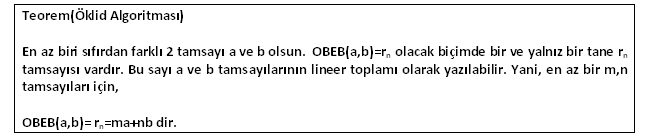 Teorem(Öklid Algoritması)
En az biri sıfırdan farklı 2 tamsayı a ve b olsun. OBEB(a,b)=rₙ olacak biçimde bir ve yalnız bir tane rₙ
tamsayısı vardır. Bu sayı a ve b tamsayılarının lineer toplamı olarak yazılabilir. Yani, en az bir m,n
tamsayıları için,
OBEB(a,b)= rₙ=ma+nb dir.